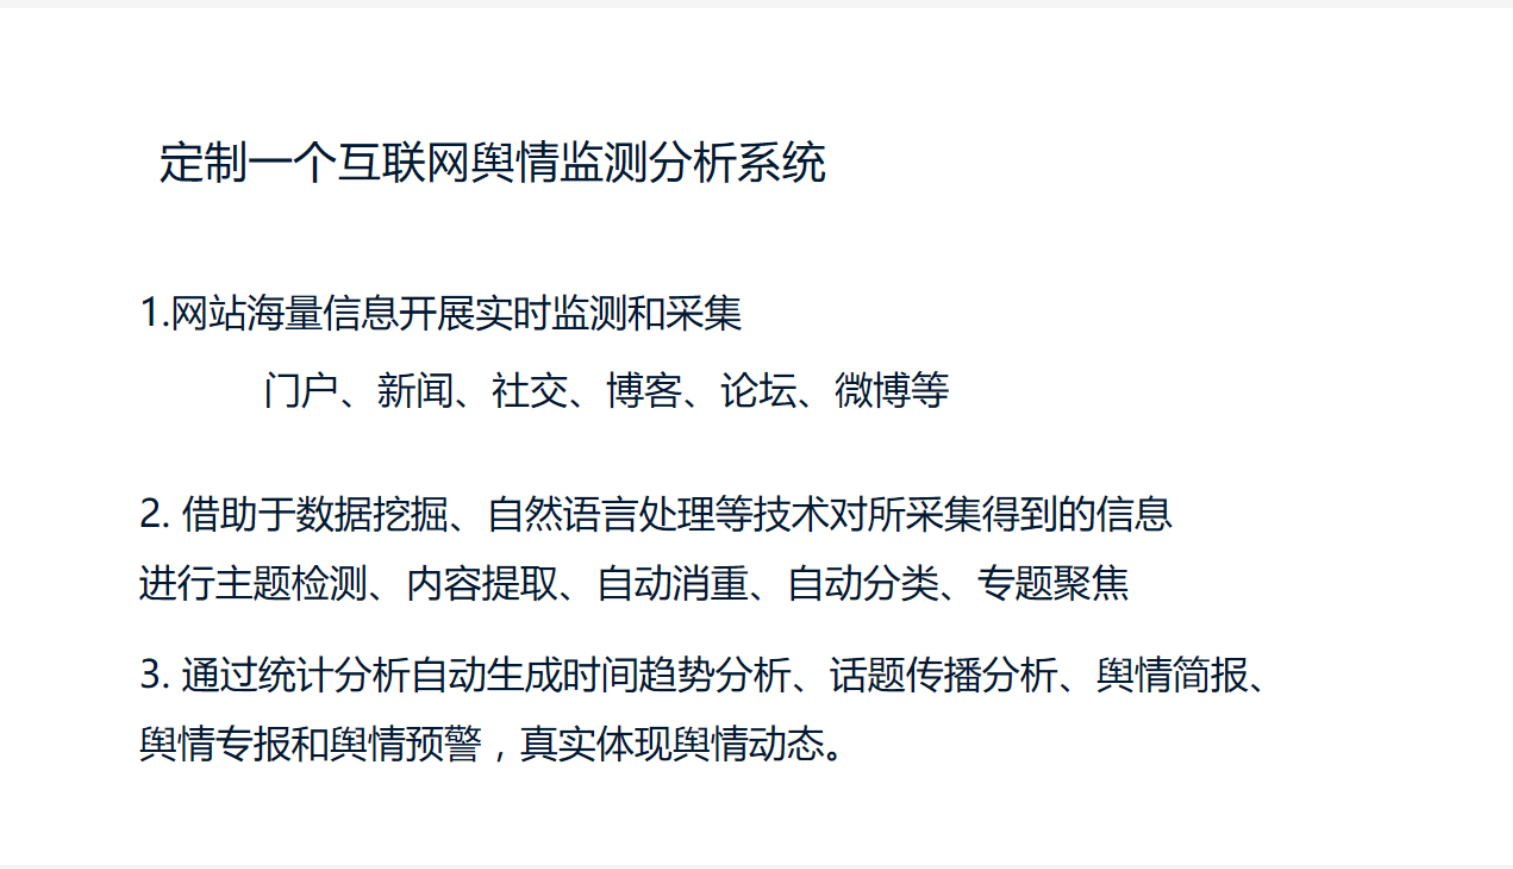 定制一个互联网舆情监测分析系统
1.网站海量信息开展实时监测和采集
门户、新闻、社交、博客、论坛、微博等
2. 借助于数据挖掘、自然语言处理等技术对所采集得到的信息
进行主题检测、内容提取、自动消重、自动分类、专题聚焦
3. 通过统计分析自动生成时间趋势分析、话题传播分析、舆情简报、
舆情专报和舆情预警，真实体现舆情动态。